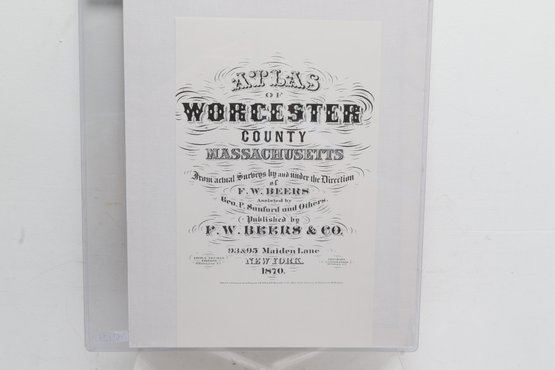 ATLAS
OF
WORCESTER
COUNTY
MASSACHUSETTS
From actual Surveys by and under the Direction
of
F. W. BEERS
Assisted by
Geo. P. Sanford and Others
Published by
F. W. BEERS & CO.
93 & 95 Maiden Lane
NEW YORK.
1870.